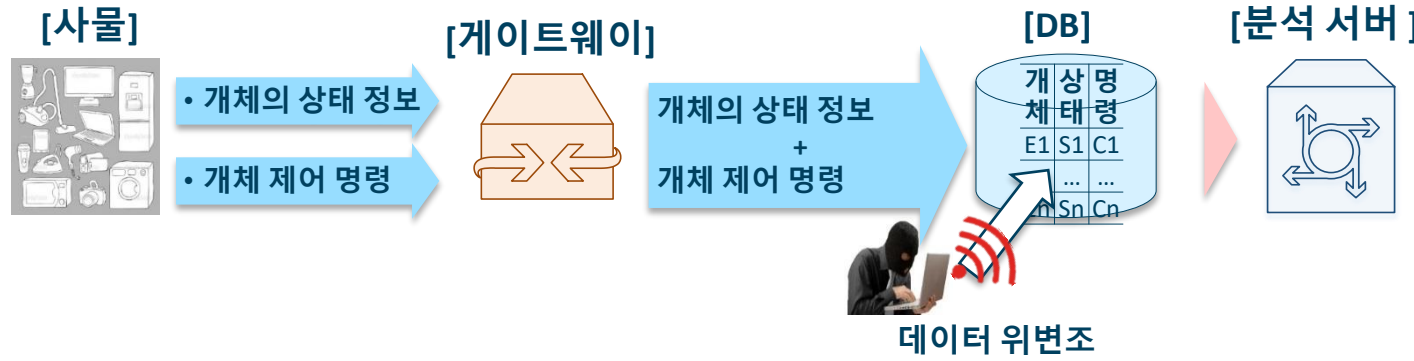 [사물]
[게이트웨이]
[DB]
[분석 서버 ]
• 개체의 상태 정보
• 개체 제어 명령
개체의 상태 정보
+
개체 제어 명령
개 상 명
체 태 령
E1 S1 C1
... ...
Sn Cn
데이터 위변조